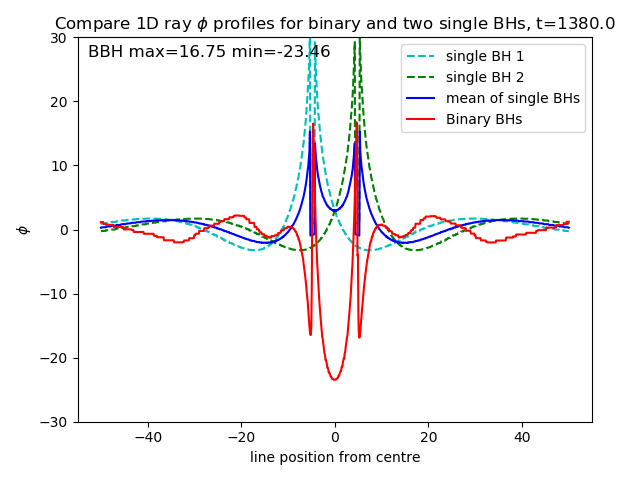 Compare 1D ray ϕ profiles for binary and two single BHs, t=1380.0
BBH max=16.75 min=-23.46
single BH 1
single BH 2
mean of single BHs
Binary BHs
30
20
10
0
−10
−20
−30
ϕ
−40 −20 0 20 40
line position from centre